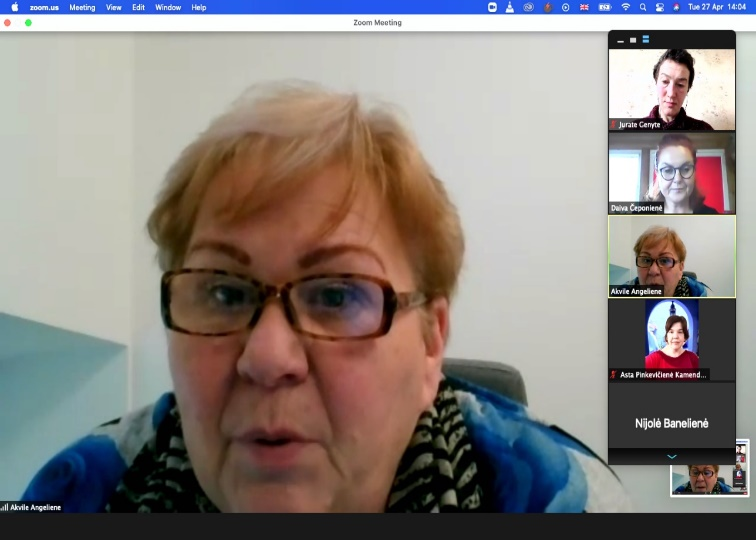 zoom.us Meeting View Edit Window Help
Tue 27 Apr 14:04
Zoom Meeting
Jurate Genyte
Daiva Čeponienė
Akvile Angeliene
Asta Pinkevičienė Kamend...
Nijolė Banelienė
Akvile Angeliene